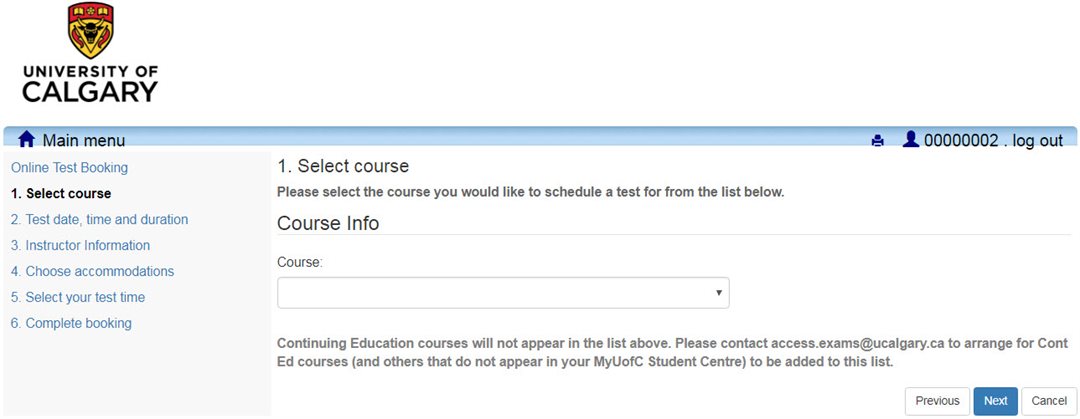 UNIVERSITY OF
CALGARY
Main menu
00000002 . log out
Online Test Booking
1. Select course
2. Test date, time and duration
3. Instructor Information
4. Choose accommodations
5. Select your test time
6. Complete booking
1. Select course
Please select the course you would like to schedule a test for from the list below.
Course Info
Course:
Continuing Education courses will not appear in the list above. Please contact access.exams@ucalgary.ca to arrange for Cont
Ed courses (and others that do not appear in your MyUofC Student Centre) to be added to this list.
Previous
Next
Cancel